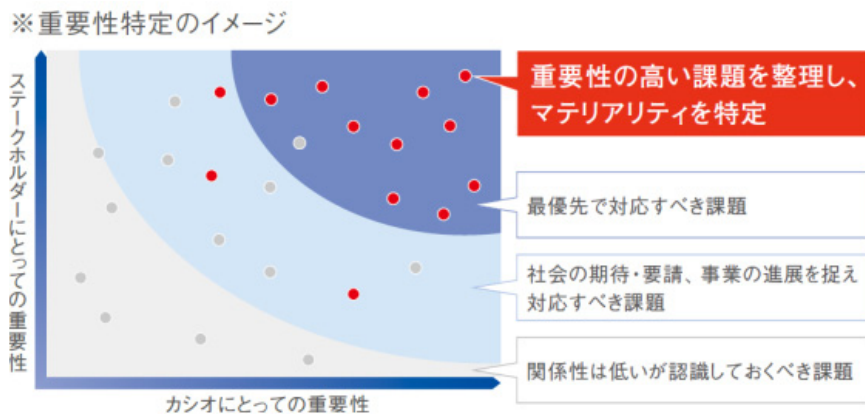 ※重要性特定のイメージ
ステークホルダーにとっての重要性
重要性の高い課題を整理し、
マテリアリティを特定
最優先で対応すべき課題
社会の期待・要請、事業の進展を捉え
対応すべき課題
関係性は低いが認識しておくべき課題
カシオにとっての重要性